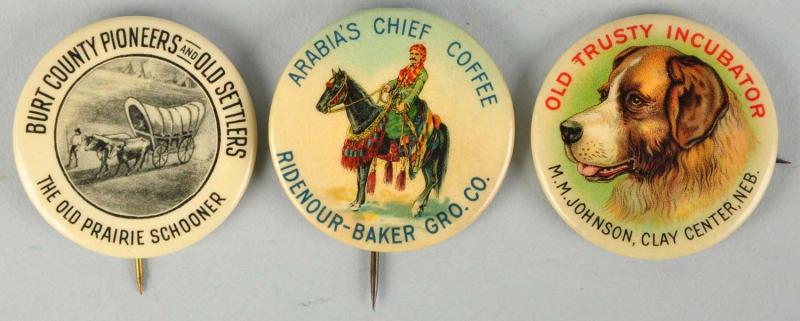 BURT COUNTY PIONEERS AND OLD SETTLERS
THE OLD PRAIRIE SCHOONER
ARABIA'S CHIEF COFFEE
RIDENOUR-BAKER GRO. CO.
OLD TRUSTY INCUBATOR
M.M. JOHNSON, CLAY CENTER, NEB.